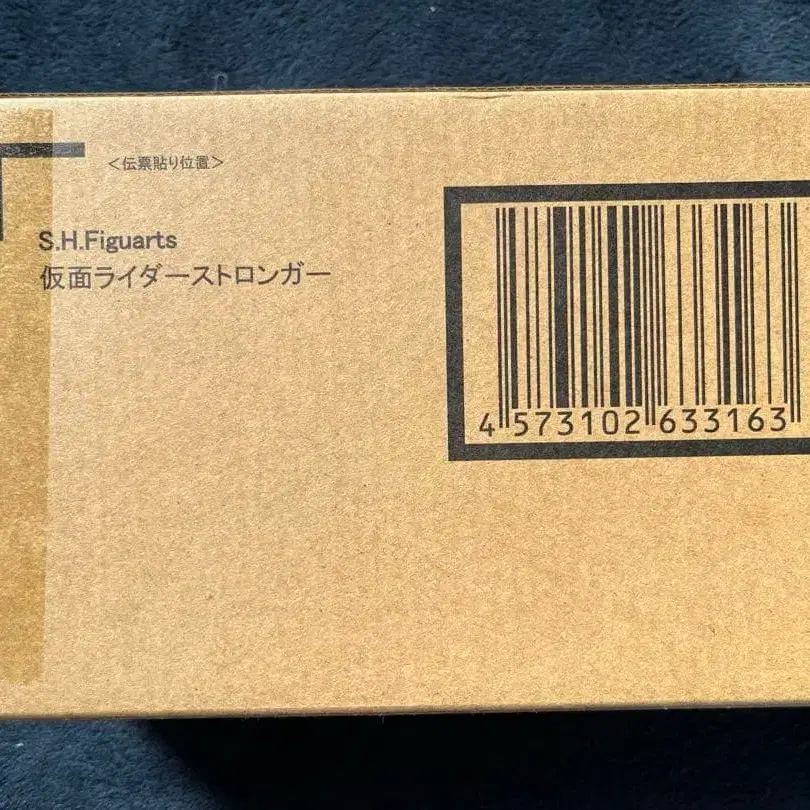 <伝票貼り位置>
S.H.Figuarts
仮面ライダーストロンガー
4 573102 633163